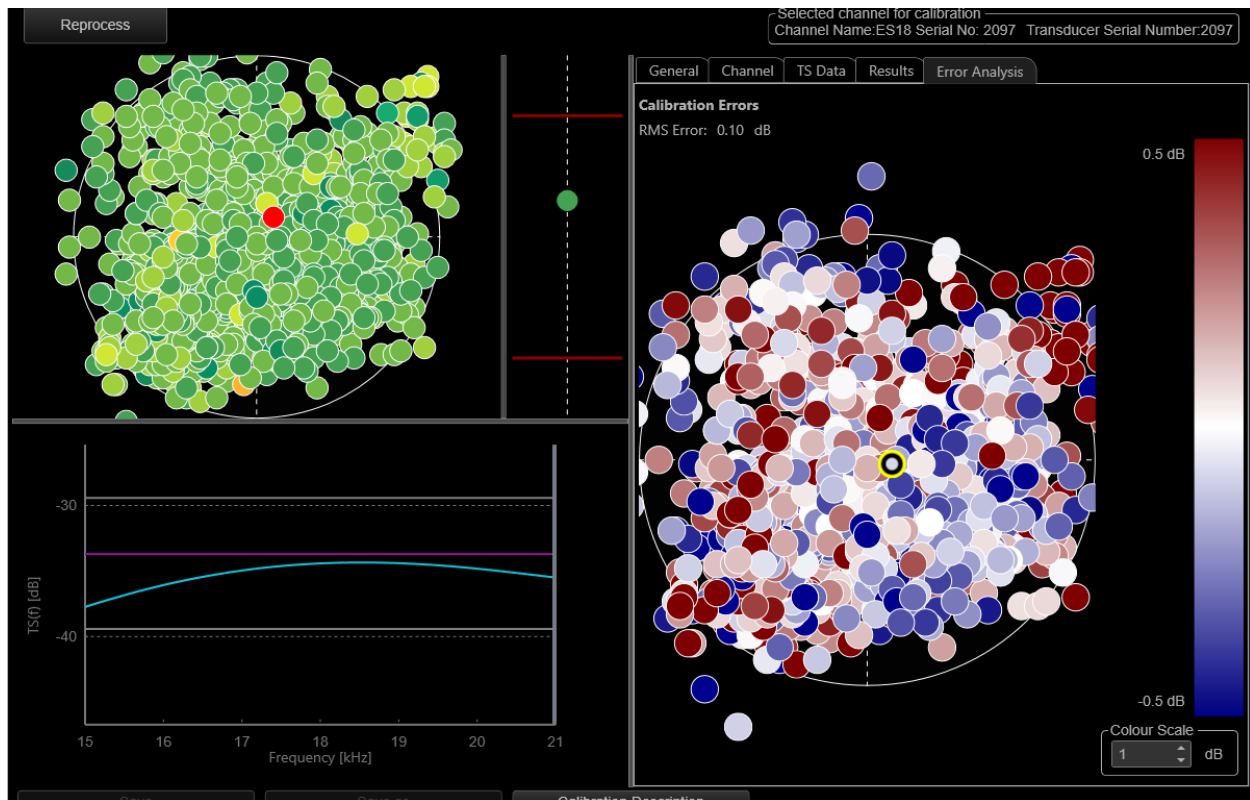 Reprocess
Selected channel for calibration
Channel Name:ES18 Serial No: 2097 Transducer Serial Number:2097
General Channel TS Data Results Error Analysis
Calibration Errors
RMS Error: 0.10 dB
0.5 dB
-0.5 dB
Colour Scale
1 dB
TS(f) [dB]
-30
-40
15 16 17 18 19 20 21
Frequency [kHz]
Calibration Description